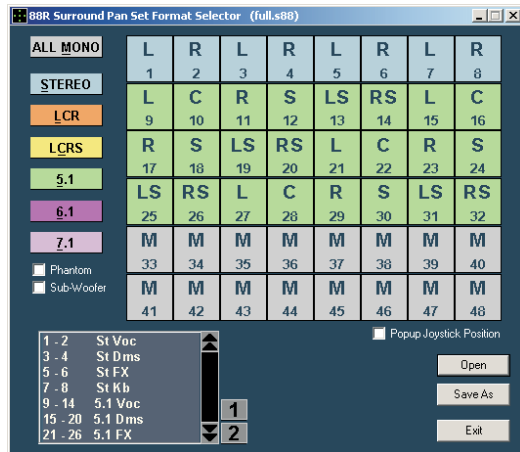 88R Surround Pan Set Format Selector (full.s88)
ALL MONO
STEREO
LCR
LCRS
5.1
6.1
7.1
Phantom
Sub-Woofer
L R L R L R L R
1 2 3 4 5 6 7 8
L C R S LS RS L C
9 10 11 12 13 14 15 16
R S LS RS L C R S
17 18 19 20 21 22 23 24
LS RS L C R S LS RS
25 26 27 28 29 30 31 32
M M M M M M M M
33 34 35 36 37 38 39 40
M M M M M M M M
41 42 43 44 45 46 47 48
Popup Joystick Position
1 - 2 St Voc
3 - 4 St Dms
5 - 6 St FX
7 - 8 St Kb
9 - 14 5.1 Voc
15 - 20 5.1 Dms
21 - 26 5.1 FX
1
2
Open
Save As
Exit